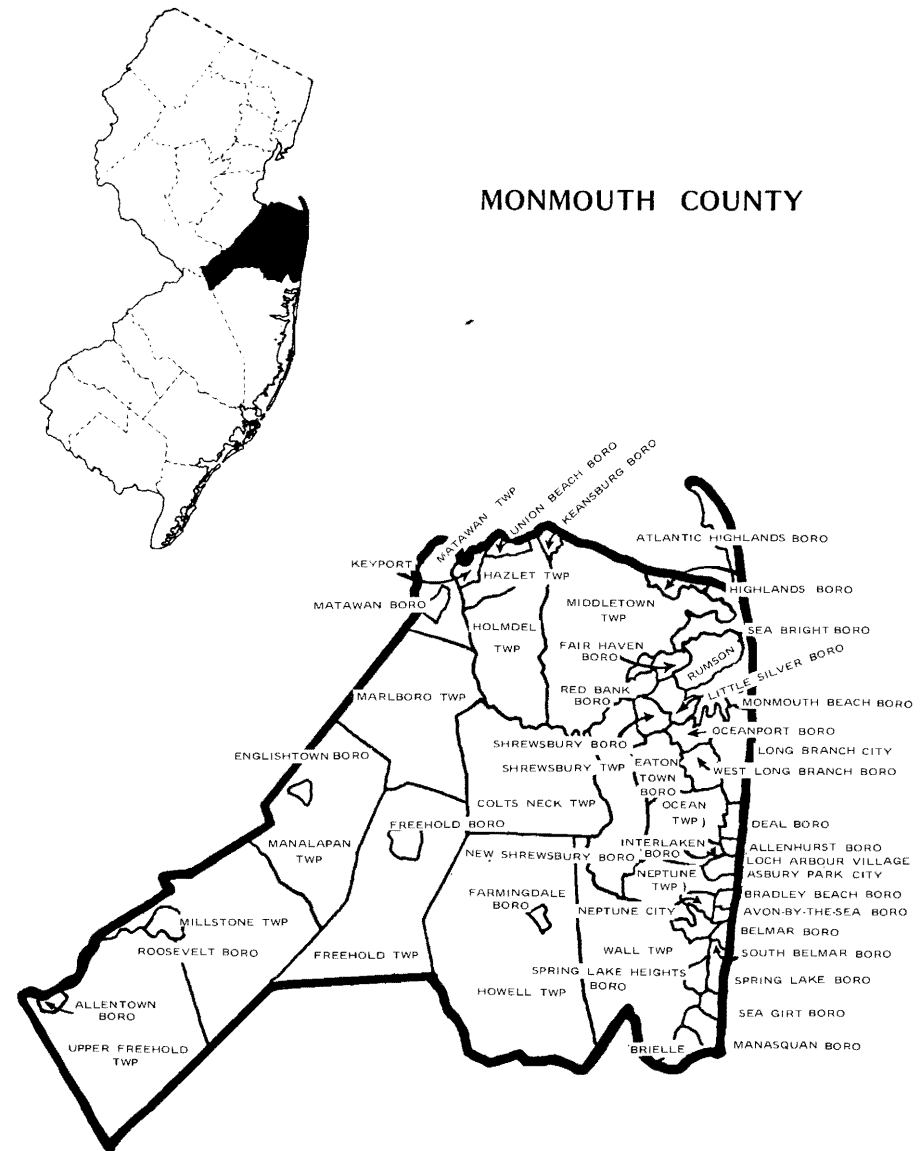 MONMOUTH COUNTY
MATAWAN TWP
UNION BEACH BORO
KEANSBURG BORO
ATLANTIC HIGHLANDS BORO
KEYPORT
HAZLET TWP
HIGHLANDS BORO
MATAWAN BORO
MIDDLETOWN
TWP
HOLMDEL
TWP
SEA BRIGHT BORO
FAIR HAVEN
BORO
RUMSON
LITTLE SILVER BORO
RED BANK
BORO
MARLBORO TWP
MONMOUTH BEACH BORO
OCEANPORT BORO
SHREWSBURY BORO
LONG BRANCH CITY
ENGLISHTOWN BORO
SHREWSBURY TWP
EATON
TOWN
BORO
WEST LONG BRANCH BORO
COLTS NECK TWP
OCEAN
TWP)
FREEHOLD BORO
DEAL BORO
MANALAPAN
TWP
INTERLAKEN
BORO
ALLENHURST BORO
NEW SHREWSBURY BORO
LOCH ARBOUR VILLAGE
NEPTUNE
TWP)
ASBURY PARK CITY
FARMINGDALE
BORO
BRADLEY BEACH BORO
NEPTUNE CITY
AVON-BY-THE-SEA BORO
MILLSTONE TWP
BELMAR BORO
ROOSEVELT BORO
FREEHOLD TWP
WALL TWP
SOUTH BELMAR BORO
SPRING LAKE HEIGHTS
BORO
SPRING LAKE BORO
HOWELL TWP
ALLENTOWN
BORO
SEA GIRT BORO
UPPER FREEHOLD
TWP
BRIELLE
MANASQUAN BORO